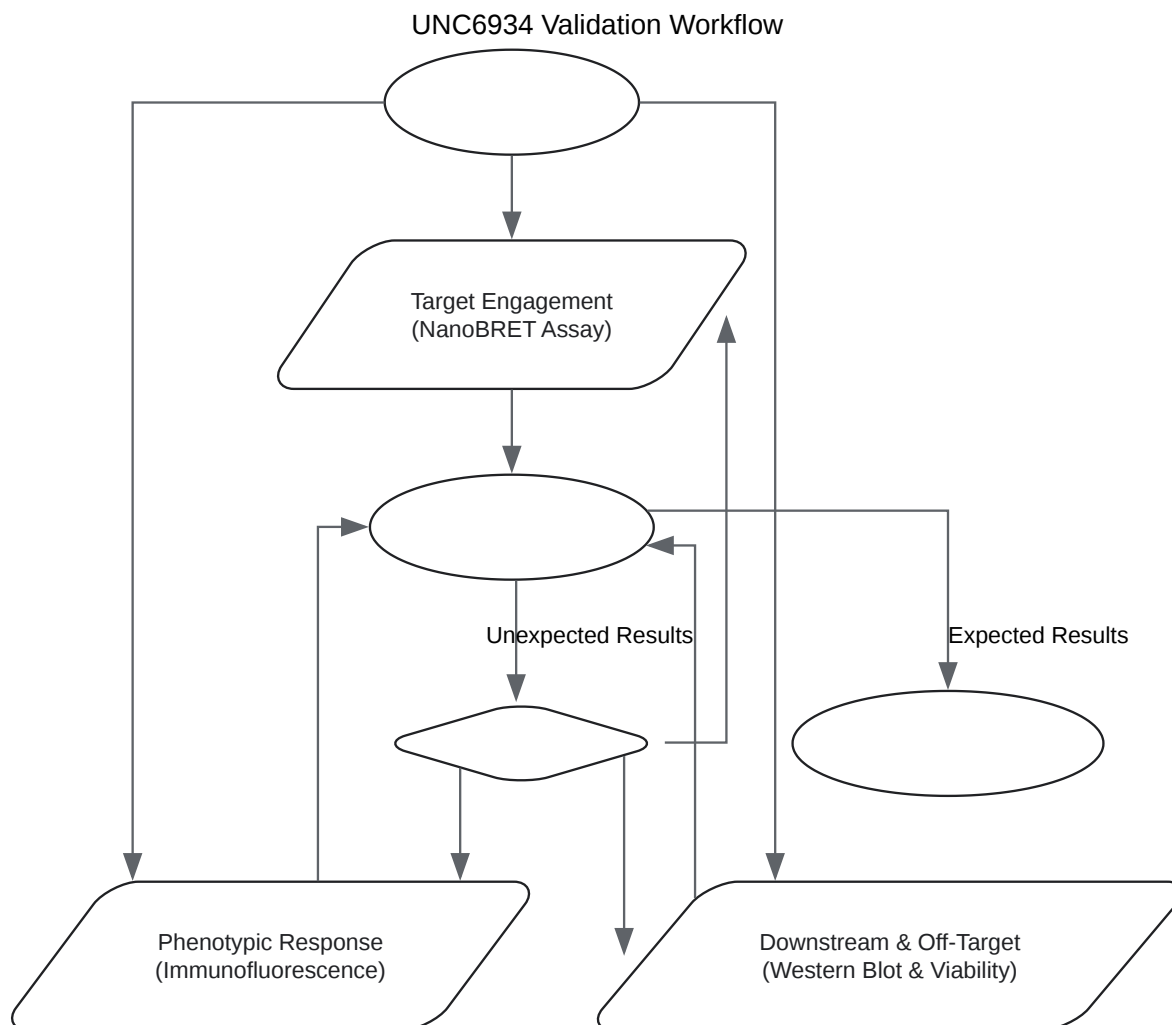 UNC6934 Validation Workflow
Target Engagement
(NanoBRET Assay)
Unexpected Results
Expected Results
Phenotypic Response
(Immunofluorescence)
Downstream & Off-Target
(Western Blot & Viability)